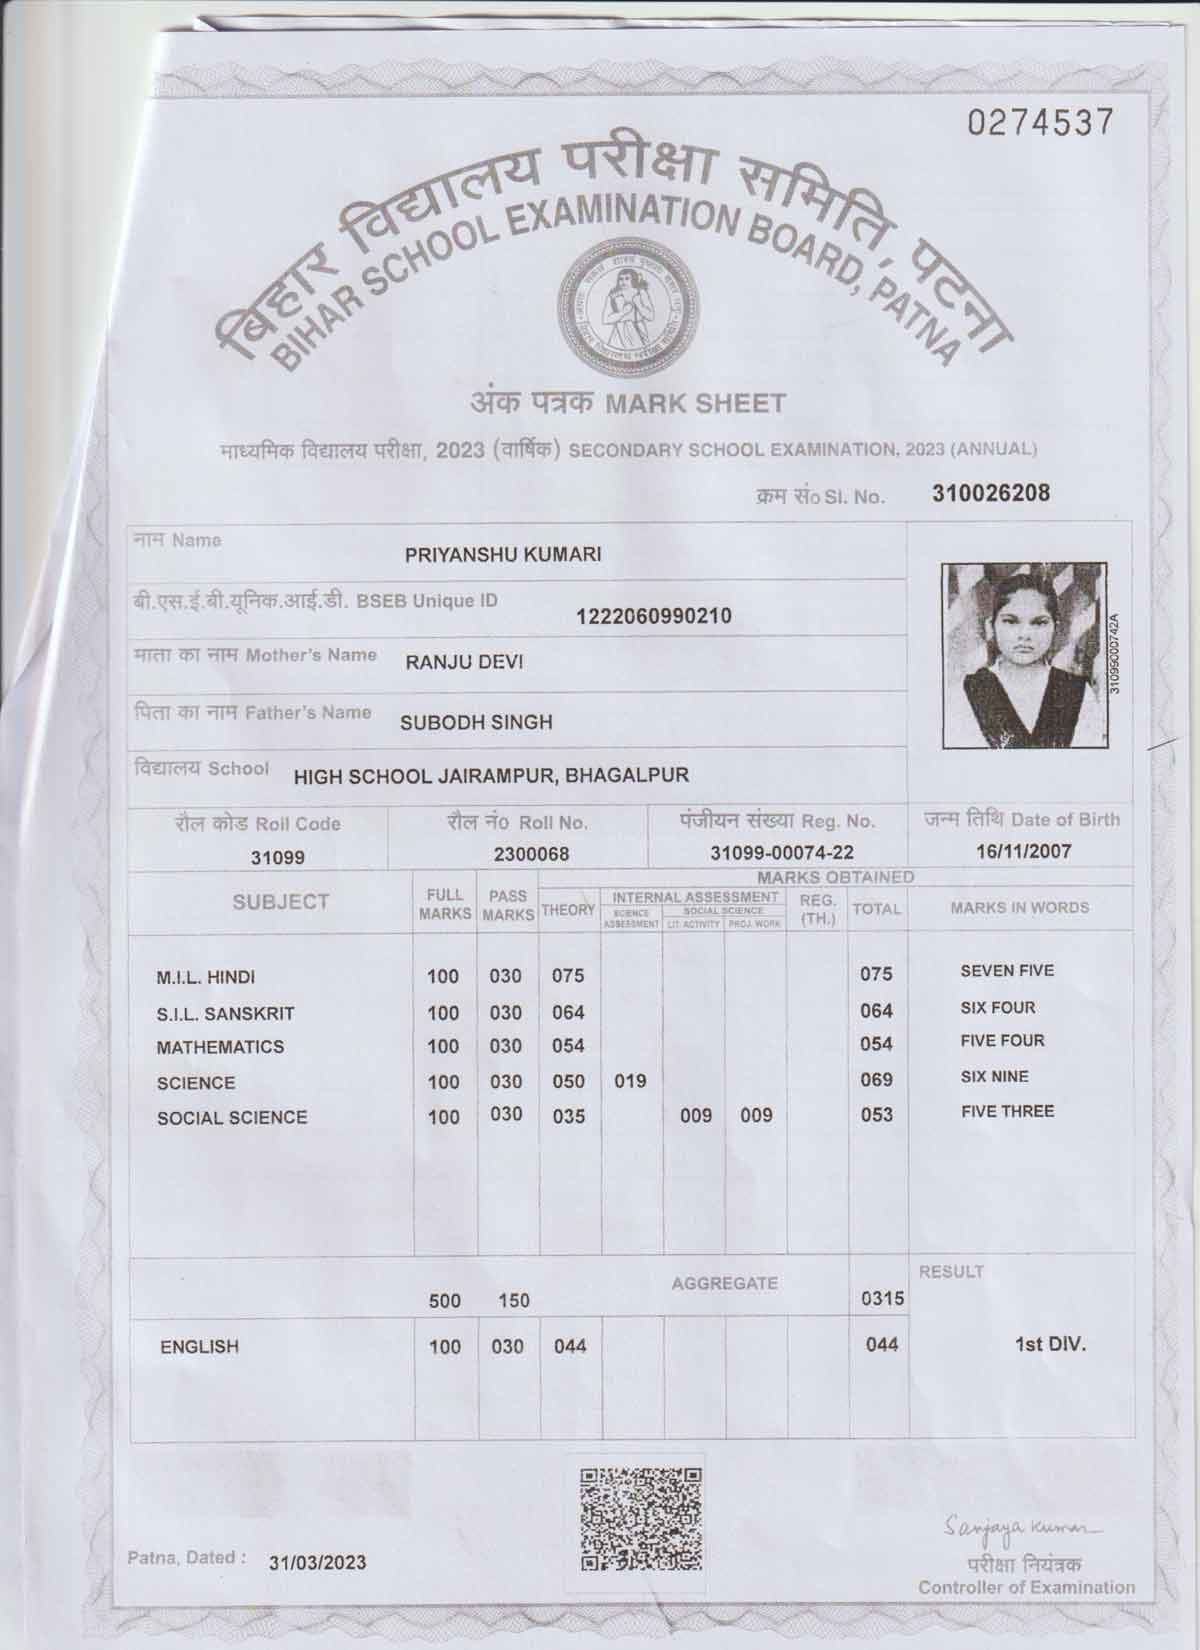 0274537
बिहार विद्यालय परीक्षा समिति, पटना
BIHAR SCHOOL EXAMINATION BOARD, PATNA
अंक पत्रक MARK SHEET
माध्यमिक विद्यालय परीक्षा, 2023 (वार्षिक) SECONDARY SCHOOL EXAMINATION, 2023 (ANNUAL)
क्रम सं० Sl. No. 310026208
नाम Name PRIYANSHU KUMARI
बी.एस.ई.बी.यूनिक.आई.डी. BSEB Unique ID 1222060990210
माता का नाम Mother's Name RANJU DEVI
पिता का नाम Father's Name SUBODH SINGH
विद्यालय School HIGH SCHOOL JAIRAMPUR, BHAGALPUR
31099000742A
रौल कोड Roll Code रौल नं० Roll No. पंजीयन संख्या Reg. No. जन्म तिथि Date of Birth
31099 2300068 31099-00074-22 16/11/2007
SUBJECT FULL MARKS PASS MARKS MARKS OBTAINED
THEORY INTERNAL ASSESSMENT REG. (TH.) TOTAL MARKS IN WORDS
SCIENCE ASSESSMENT SOCIAL SCIENCE
LIT. ACTIVITY PROJ. WORK
M.I.L. HINDI 100 030 075 075 SEVEN FIVE
S.I.L. SANSKRIT 100 030 064 064 SIX FOUR
MATHEMATICS 100 030 054 054 FIVE FOUR
SCIENCE 100 030 050 019 069 SIX NINE
SOCIAL SCIENCE 100 030 035 009 009 053 FIVE THREE
AGGREGATE RESULT
500 150 0315
ENGLISH 100 030 044 044 1st DIV.
Patna, Dated : 31/03/2023
Sanjaya Kumar
परीक्षा नियंत्रक
Controller of Examination